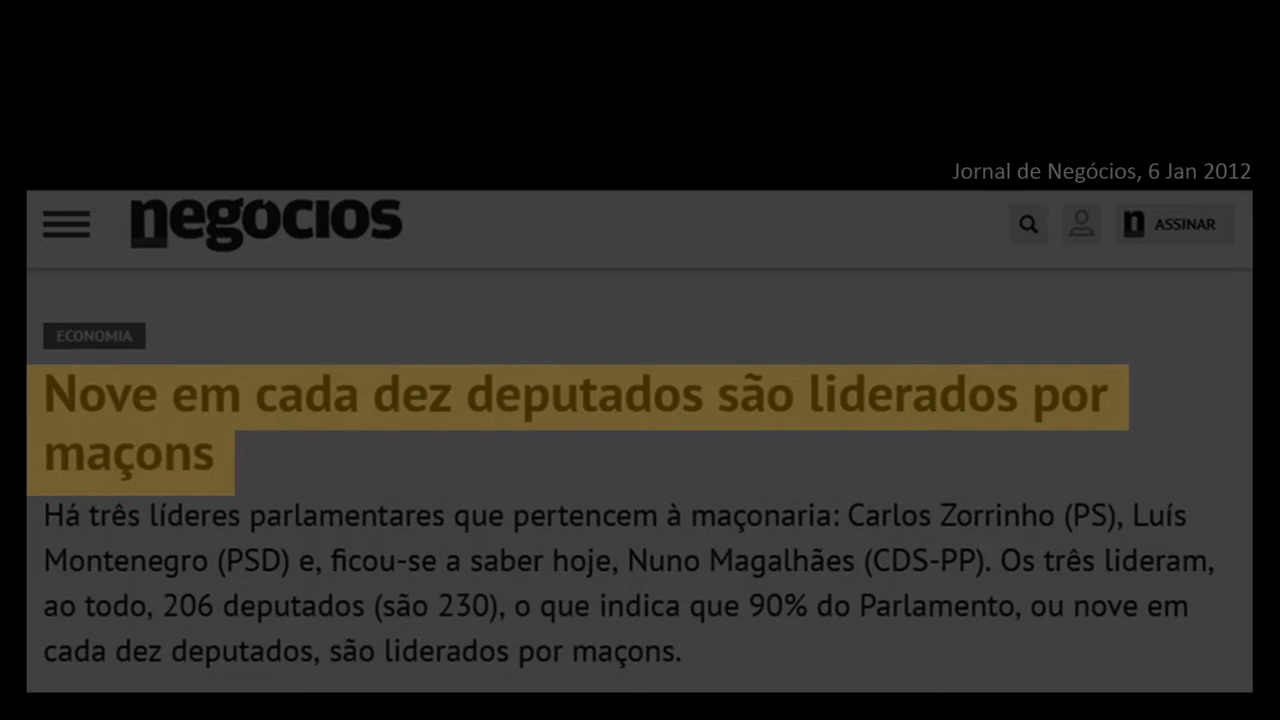 Jornal de Negócios, 6 Jan 2012
negócios
n ASSINAR
ECONOMIA
Nove em cada dez deputados são liderados por
maçons
Há três líderes parlamentares que pertencem à maçonaria: Carlos Zorrinho (PS), Luís
Montenegro (PSD) e, ficou-se a saber hoje, Nuno Magalhães (CDS-PP). Os três lideram,
ao todo, 206 deputados (são 230), o que indica que 90% do Parlamento, ou nove em
cada dez deputados, são liderados por maçons.